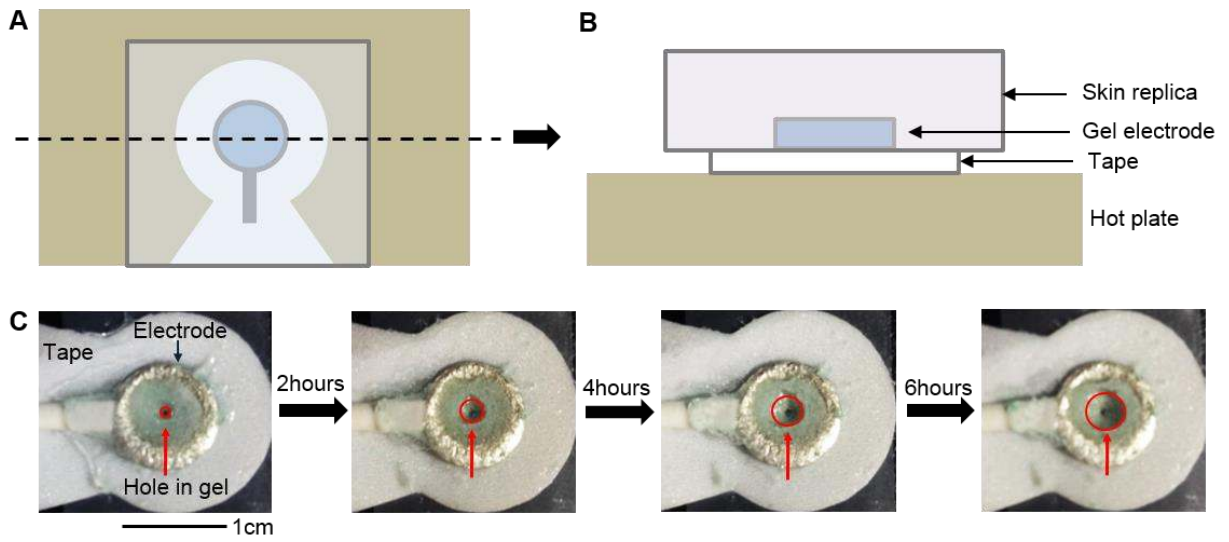 A
B
Skin replica
Gel electrode
Tape
Hot plate
C
Electrode
Tape
2hours
4hours
6hours
Hole in gel
1cm